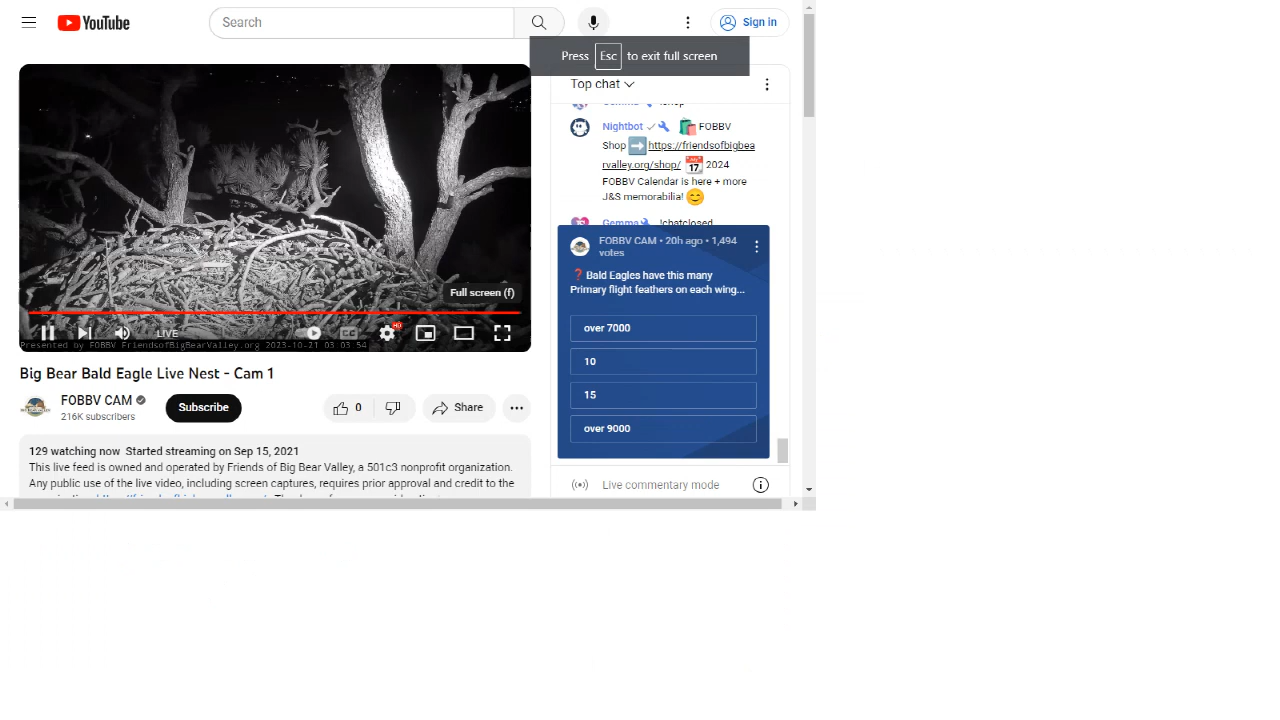 YouTube
Search
Sign in
Press Esc to exit full screen
Top chat
Nightbot FOBBV
Shop https://friendsofbigbea
rvalley.org/shop/ 2024
FOBBV Calendar is here + more
J&S memorabilia!
Gemma !chatclosed
FOBBV CAM • 20h ago • 1,494
votes
Bald Eagles have this many
Primary flight feathers on each wing...
over 7000
10
15
over 9000
Live commentary mode
Full screen (f)
LIVE
CC
HD
Presented by FOBBV FriendsofBigBearValley.org 2023-10-21 03:03:54
Big Bear Bald Eagle Live Nest - Cam 1
FOBBV CAM
216K subscribers
Subscribe
0
Share
129 watching now Started streaming on Sep 15, 2021
This live feed is owned and operated by Friends of Big Bear Valley, a 501c3 nonprofit organization.
Any public use of the live video, including screen captures, requires prior approval and credit to the